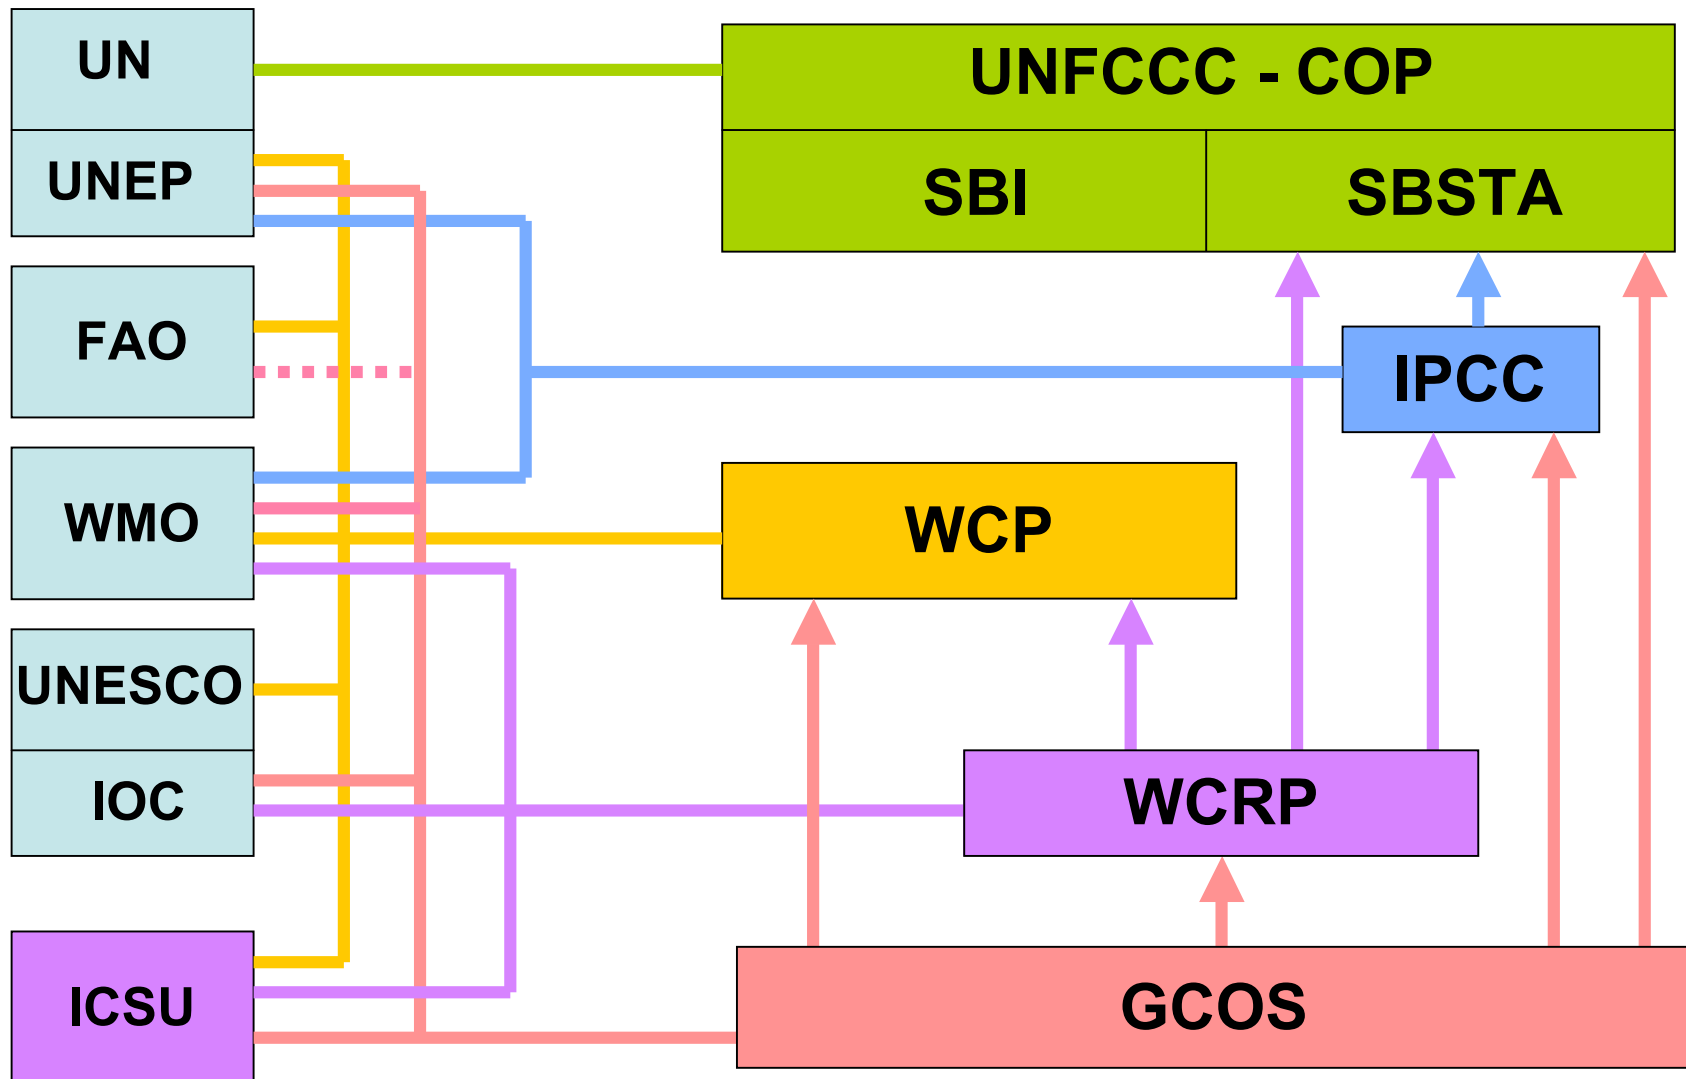 UN
UNEP
FAO
WMO
UNESCO
IOC
ICSU
UNFCCC - COP
SBI
SBSTA
IPCC
WCP
WCRP
GCOS